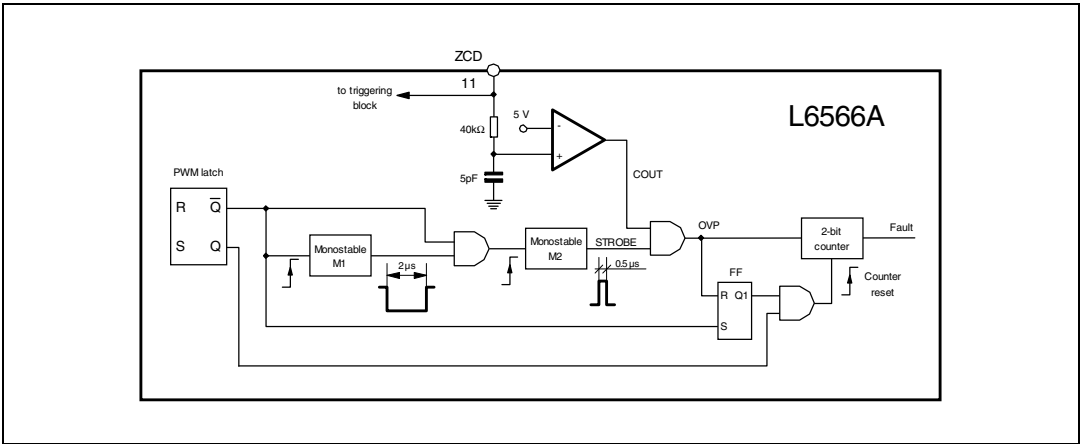 ZCD
11
to triggering
block
5 V
L6566A
40kΩ
-
+
5pF
COUT
PWM latch
R Q̅
S Q
Monostable
M1
2µs
Monostable
M2
STROBE
0.5 µs
OVP
2-bit
counter
Fault
FF
R Q1
S
Counter
reset